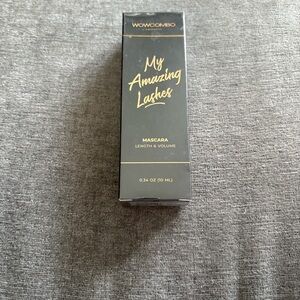 WOWCOMBO
My
Amazing
Lashes
MASCARA
LENGTH & VOLUME
0.34 OZ (10 ML)